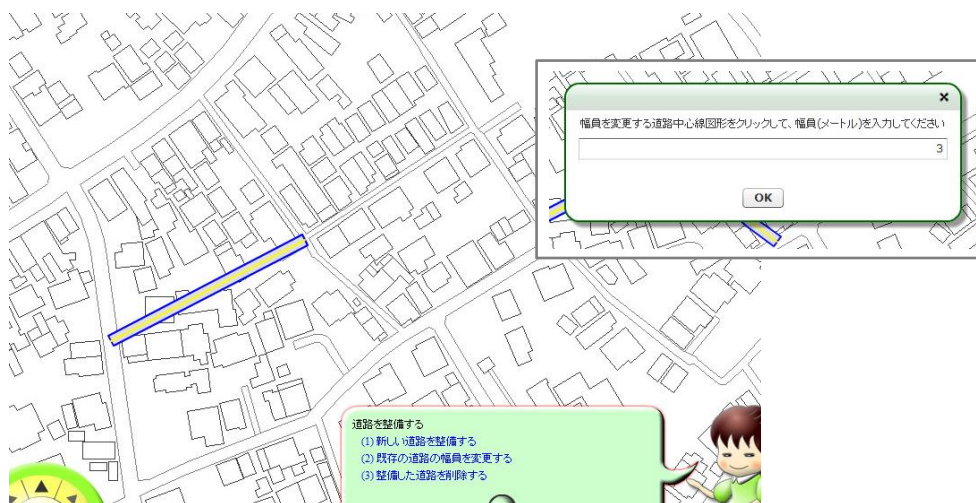 幅員を変更する道路中心線図形をクリックして、幅員(メートル)を入力してください
3
OK
道路を整備する
(1)新しい道路を整備する
(2)既存の道路の幅員を変更する
(3)整備した道路を削除する